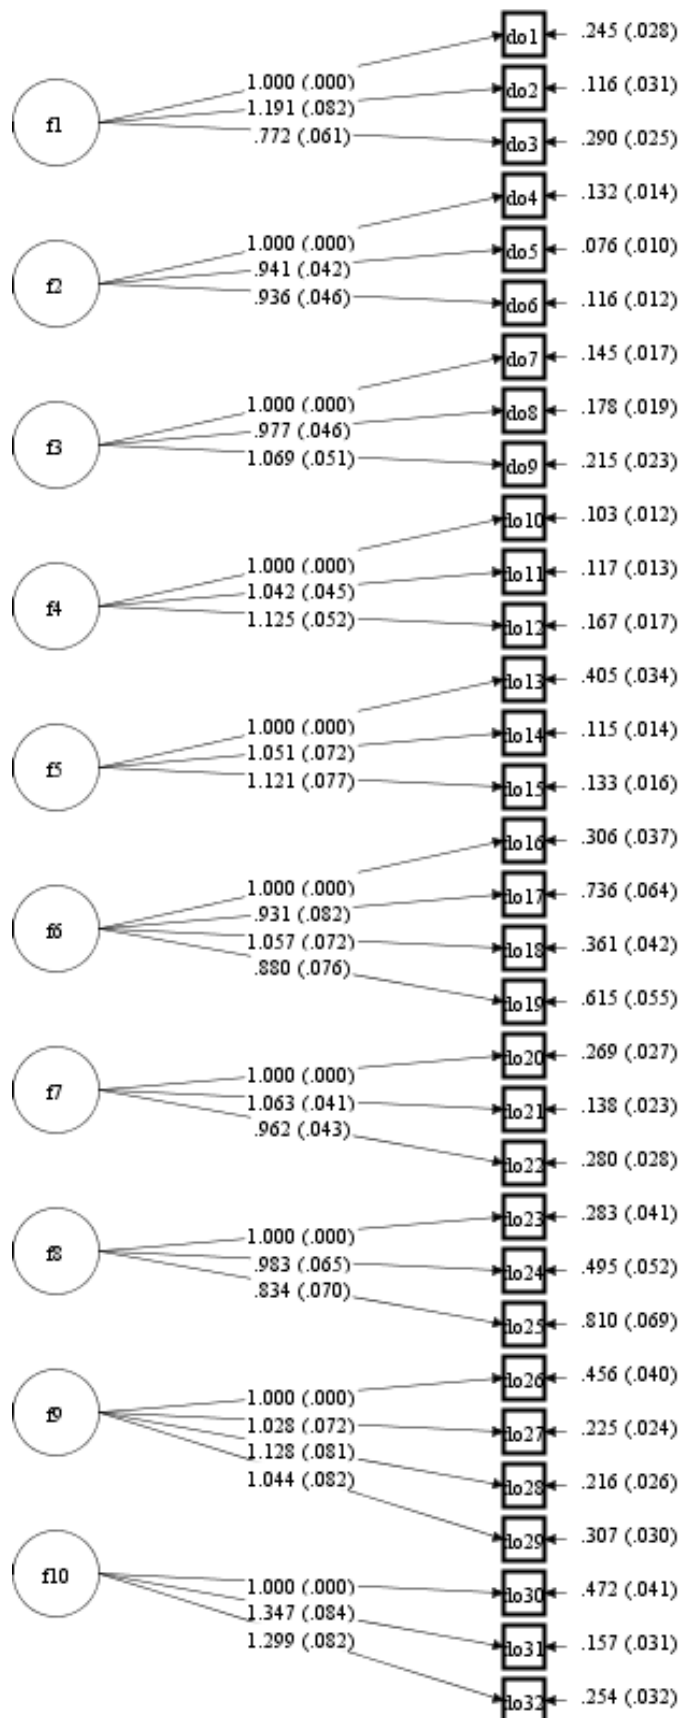 do1 .245 (.028)
1.000 (.000)
do2 .116 (.031)
1.191 (.082)
f1
.772 (.061)
do3 .290 (.025)
do4 .132 (.014)
1.000 (.000)
do5 .076 (.010)
.941 (.042)
f2
.936 (.046)
do6 .116 (.012)
do7 .145 (.017)
1.000 (.000)
do8 .178 (.019)
.977 (.046)
f3
1.069 (.051)
do9 .215 (.023)
lo10 .103 (.012)
1.000 (.000)
lo11 .117 (.013)
1.042 (.045)
f4
1.125 (.052)
lo12 .167 (.017)
lo13 .405 (.034)
1.000 (.000)
lo14 .115 (.014)
1.051 (.072)
f5
1.121 (.077)
lo15 .133 (.016)
lo16 .306 (.037)
1.000 (.000)
lo17 .736 (.064)
.931 (.082)
f6
1.057 (.072)
lo18 .361 (.042)
.880 (.076)
lo19 .615 (.055)
lo20 .269 (.027)
1.000 (.000)
f7
1.063 (.041)
lo21 .138 (.023)
.962 (.043)
lo22 .280 (.028)
lo23 .283 (.041)
1.000 (.000)
f8
.983 (.065)
lo24 .495 (.052)
.834 (.070)
lo25 .810 (.069)
lo26 .456 (.040)
1.000 (.000)
f9
1.028 (.072)
lo27 .225 (.024)
1.128 (.081)
1.044 (.082)
lo28 .216 (.026)
lo29 .307 (.030)
f10
1.000 (.000)
lo30 .472 (.041)
1.347 (.084)
1.299 (.082)
lo31 .157 (.031)
lo32 .254 (.032)